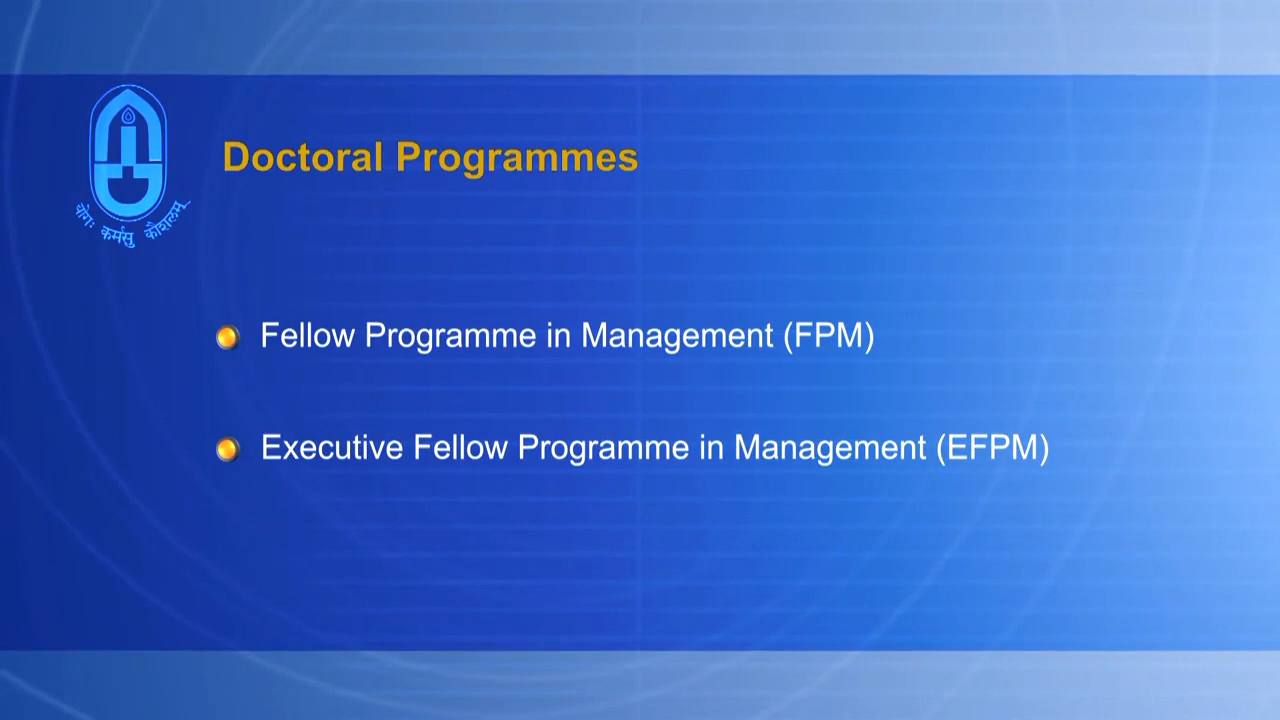 Doctoral Programmes
योगः कर्मसु कौशलम्
Fellow Programme in Management (FPM)
Executive Fellow Programme in Management (EFPM)